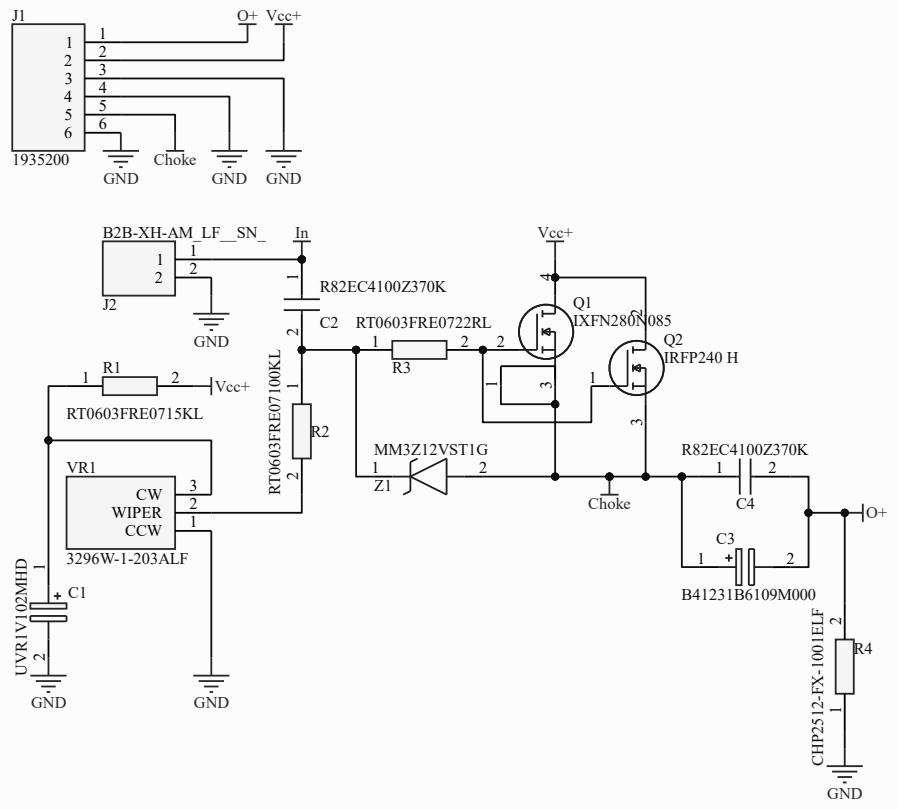 J1
O+
Vcc+
1 1
2 2
3 3
4 4
5 5
6 6
1935200
GND
Choke
GND
GND
B2B-XH-AM_LF__SN_
1 1
2 2
J2
GND
In
1
R82EC4100Z370K
C2
2
RT0603FRE0722RL
1
2
R3
Vcc+
4
Q1
IXFN280N085
2
1
3
2
Q2
IRFP240 H
1
3
R1
1
2
Vcc+
RT0603FRE0715KL
RT0603FRE07100KL
1
R2
2
MM3Z12VST1G
1
2
Z1
Choke
R82EC4100Z370K
1
2
C4
O+
C3
1
+
2
B41231B6109M000
VR1
CW 3
WIPER 2
CCW 1
3296W-1-203ALF
UVR1V102MHD
1
+
C1
2
GND
GND
CHP2512-FX-1001ELF
2
R4
1
GND